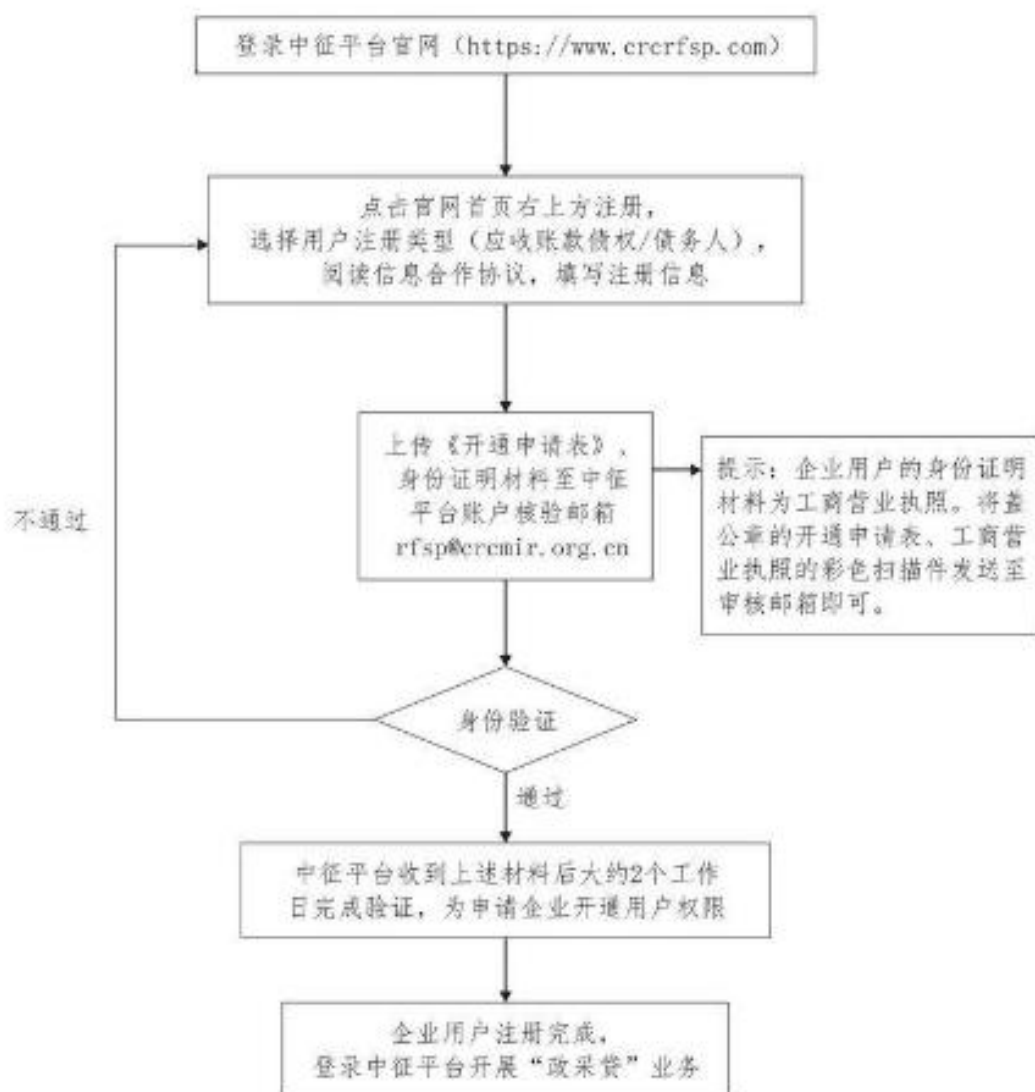 登录中征平台官网（https://www.crcrfsp.com）
点击官网首页右上方注册，
选择用户注册类型（应收账款债权/债务人），
阅读信息合作协议，填写注册信息
上传《开通申请表》、
身份证明材料至中征
平台账户核验邮箱
rfsp@crcmir.org.cn
提示：企业用户的身份证明
材料为工商营业执照。将盖
公章的开通申请表、工商营
业执照的彩色扫描件发送至
审核邮箱即可。
不通过
身份验证
通过
中征平台收到上述材料后大约2个工作
日完成验证，为申请企业开通用户权限
企业用户注册完成，
登录中征平台开展“政采贷”业务